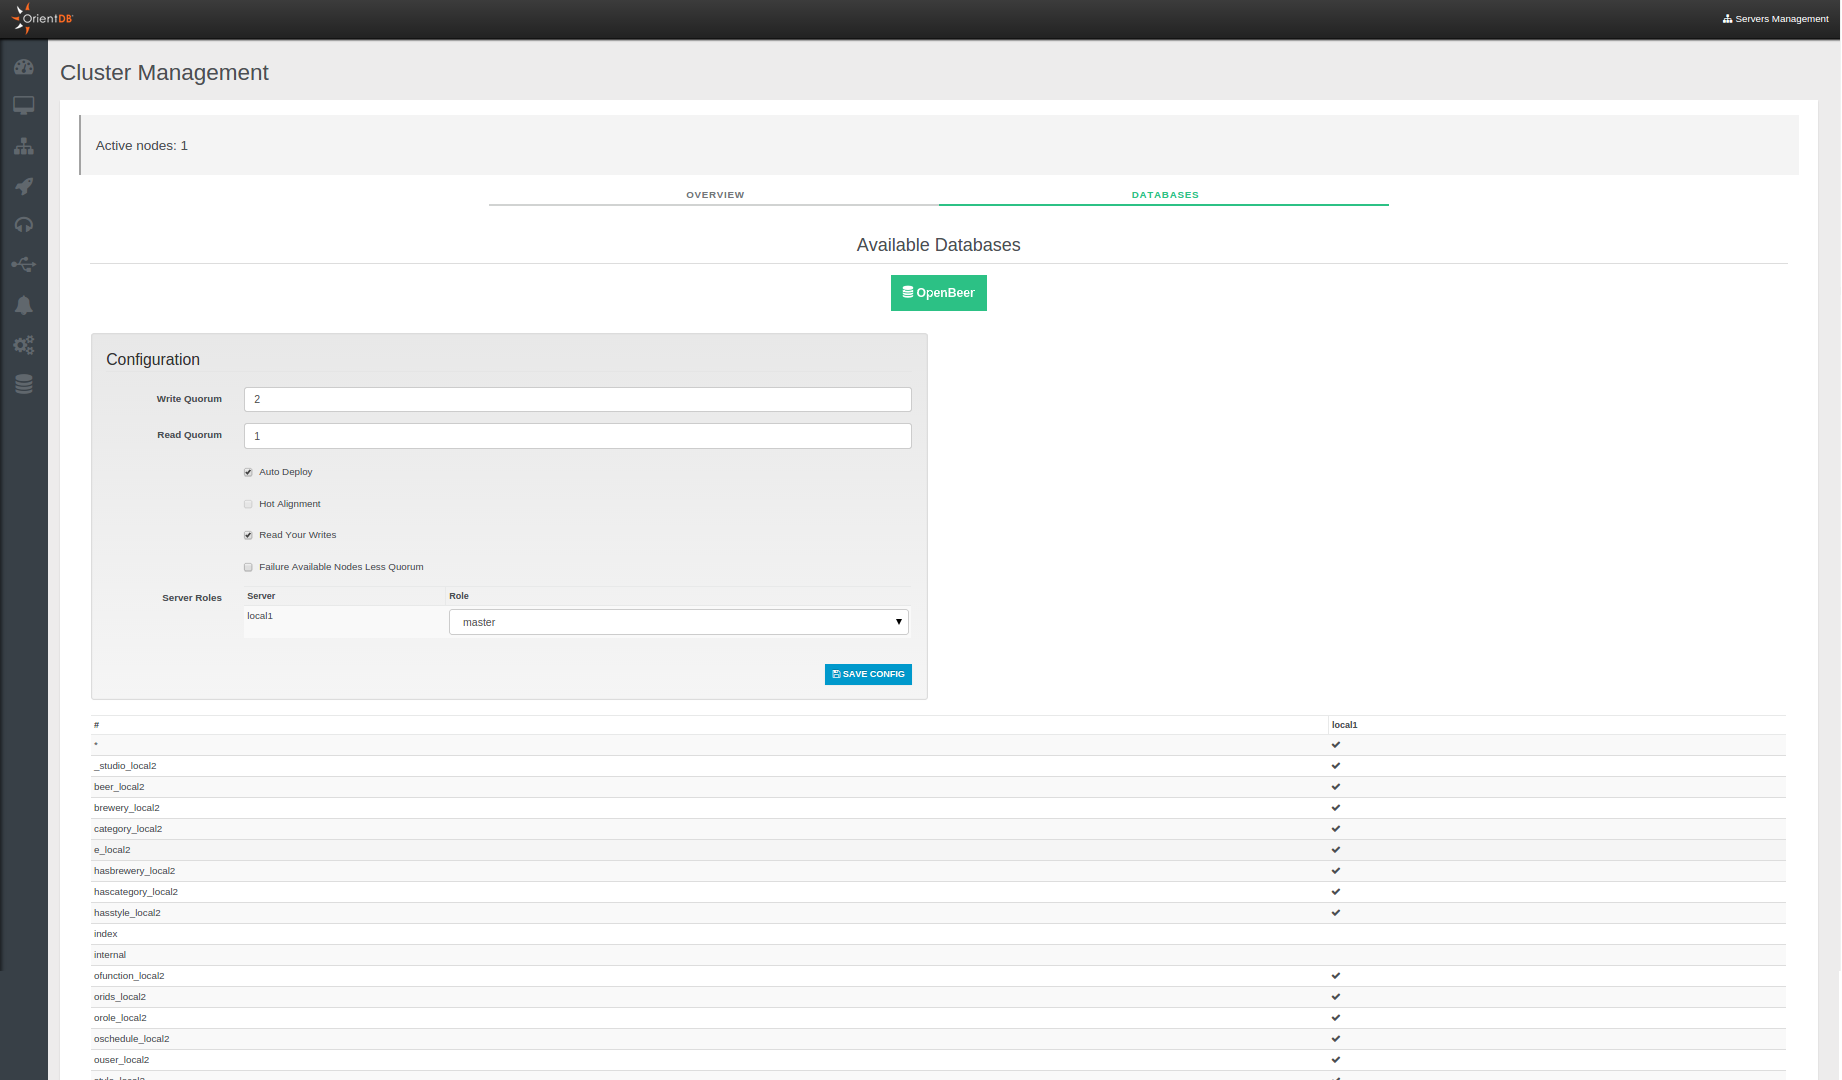 OrientDB
Servers Management
Cluster Management
Active nodes: 1
OVERVIEW DATABASES
Available Databases
OpenBeer
Configuration
Write Quorum 2
Read Quorum 1
Auto Deploy
Hot Alignment
Read Your Writes
Failure Available Nodes Less Quorum
Server Roles Server Role
local1 master
SAVE CONFIG
# local1
*
_studio_local2
beer_local2
brewery_local2
category_local2
e_local2
hasbrewery_local2
hascategory_local2
hasstyle_local2
index
internal
ofunction_local2
orids_local2
orole_local2
oschedule_local2
ouser_local2
style_local2